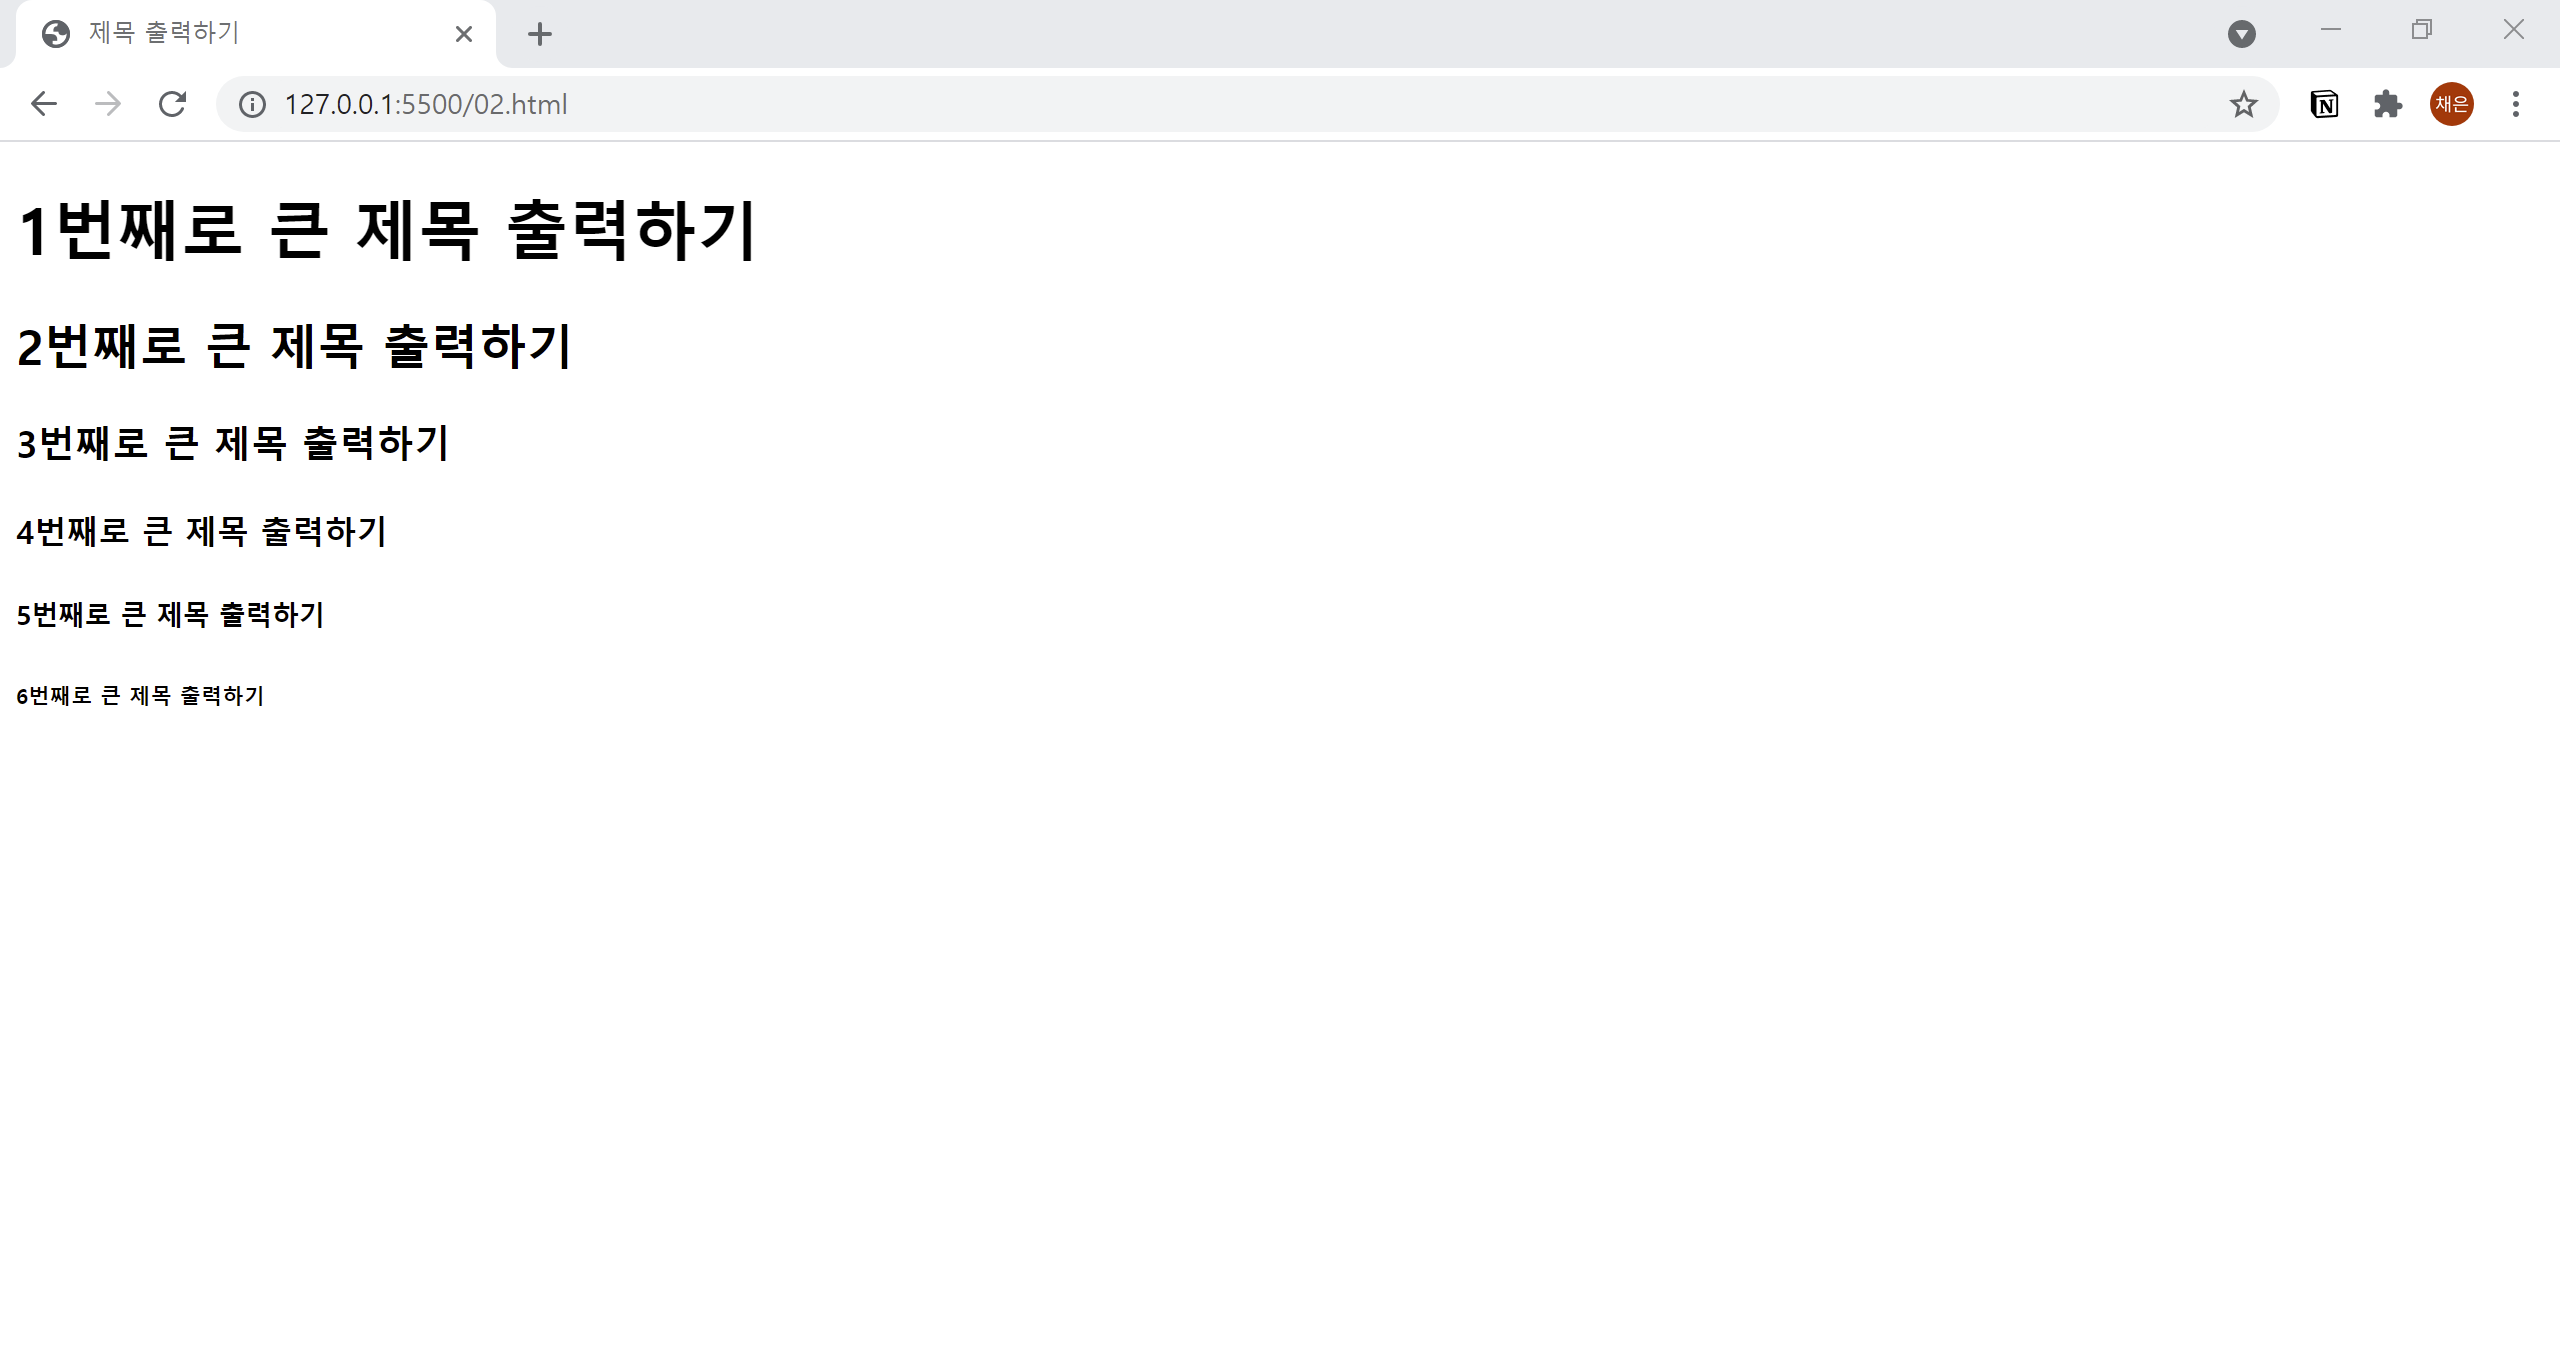 제목 출력하기
127.0.0.1:5500/02.html
채은
1번째로 큰 제목 출력하기
2번째로 큰 제목 출력하기
3번째로 큰 제목 출력하기
4번째로 큰 제목 출력하기
5번째로 큰 제목 출력하기
6번째로 큰 제목 출력하기